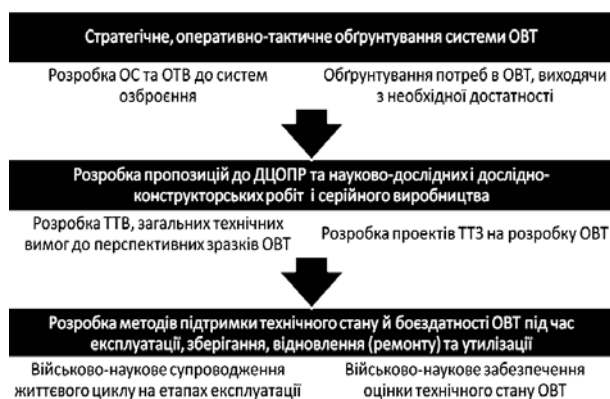 Стратегічне, оперативно-тактичне обґрунтування системи ОВТ
Розробка ОС та ОТВ до систем
озброєння
Обґрунтування потреб в ОВТ, виходячи
з необхідної достатності
Розробка пропозицій до ДЦОПР та науково-дослідних і дослідно-
конструкторських робіт і серійного виробництва
Розробка ТТВ, загальних технічних
вимог до перспективних зразків ОВТ
Розробка проектів ТТЗ на розробку ОВТ
Розробка методів підтримки технічного стану й боєздатності ОВТ під час
експлуатації, зберігання, відновлення (ремонту) та утилізації
Військово-наукове супроводження
життєвого циклу на етапах експлуатації
Військово-наукове забезпечення
оцінки технічного стану ОВТ